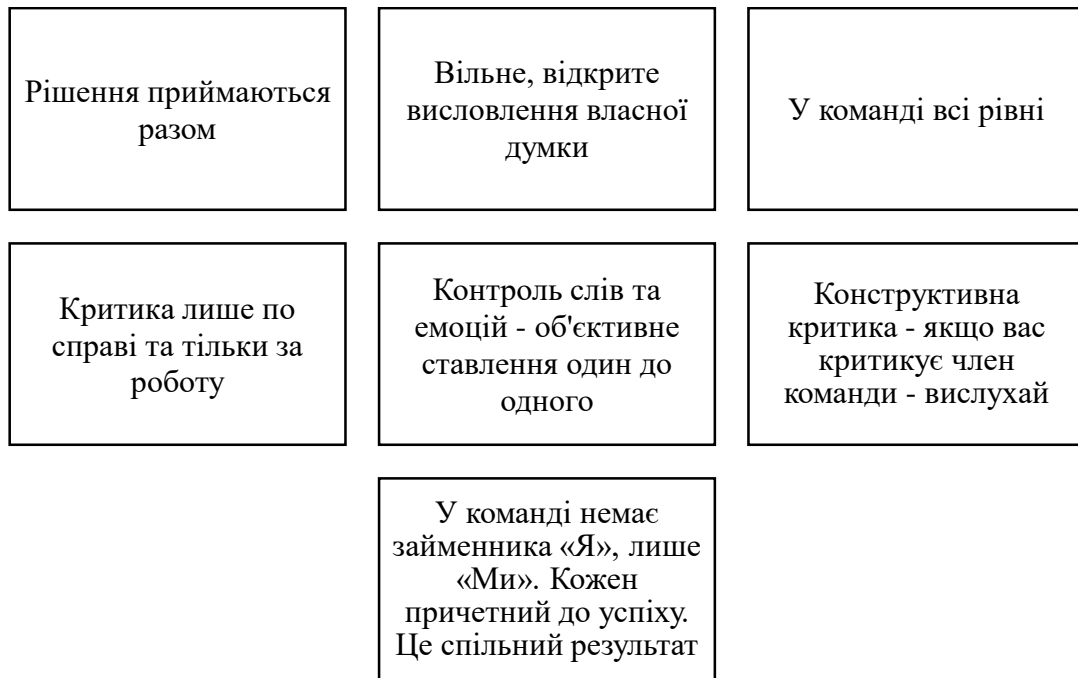 Рішення приймаються
разом
Вільне, відкрите
висловлення власної
думки
У команді всі рівні
Критика лише по
справі та тільки за
роботу
Контроль слів та
емоцій - об'єктивне
ставлення один до
одного
Конструктивна
критика - якщо вас
критикує член
команди - вислухай
У команді немає
займенника «Я», лише
«Ми». Кожен
причетний до успіху.
Це спільний результат